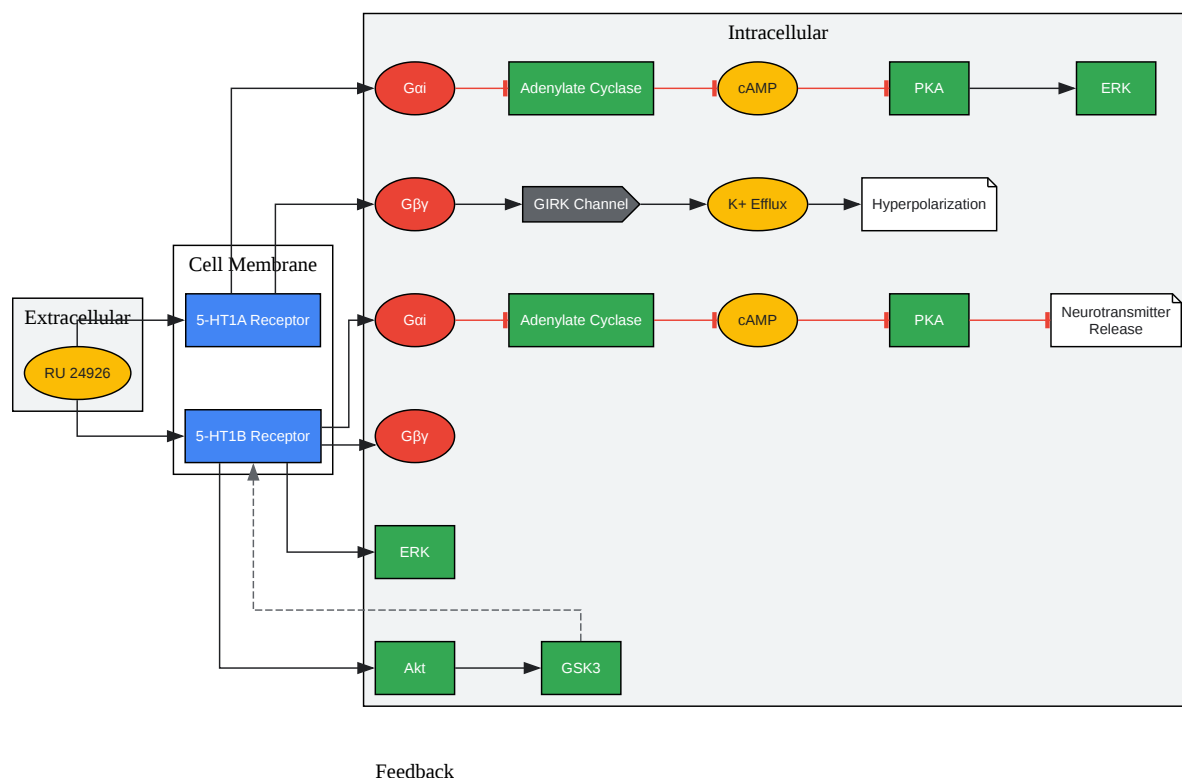 Intracellular
Gαi
Adenylate Cyclase
cAMP
PKA
ERK
Gβγ
GIRK Channel
K+ Efflux
Hyperpolarization
Cell Membrane
Extracellular
5-HT1A Receptor
RU 24926
5-HT1B Receptor
Gαi
Adenylate Cyclase
cAMP
PKA
Neurotransmitter
Release
Gβγ
ERK
Akt
GSK3
Feedback